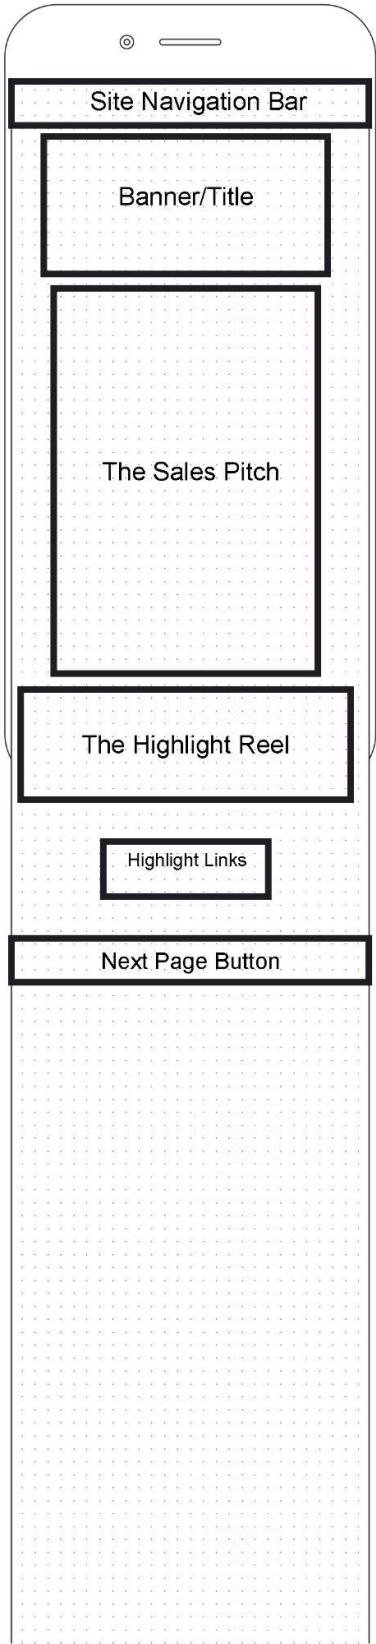 Site Navigation Bar
Banner/Title
The Sales Pitch
The Highlight Reel
Highlight Links
Next Page Button